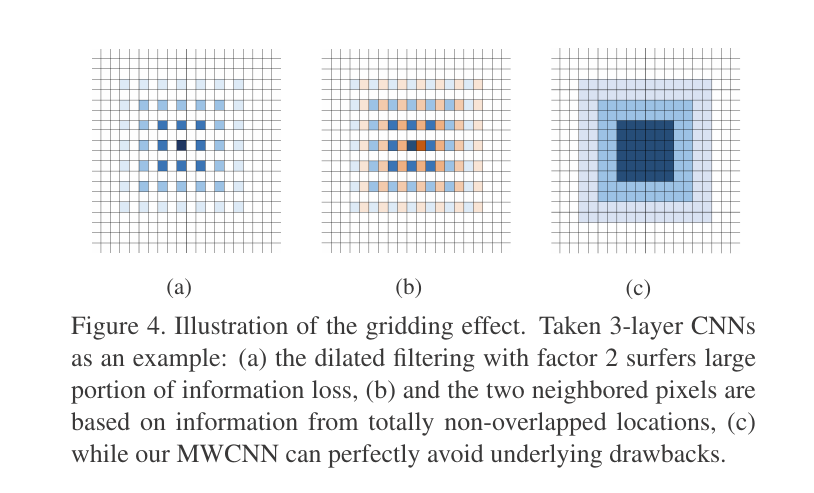 (a) (b) (c)
Figure 4. Illustration of the gridding effect. Taken 3-layer CNNs
as an example: (a) the dilated filtering with factor 2 surfers large
portion of information loss, (b) and the two neighbored pixels are
based on information from totally non-overlapped locations, (c)
while our MWCNN can perfectly avoid underlying drawbacks.